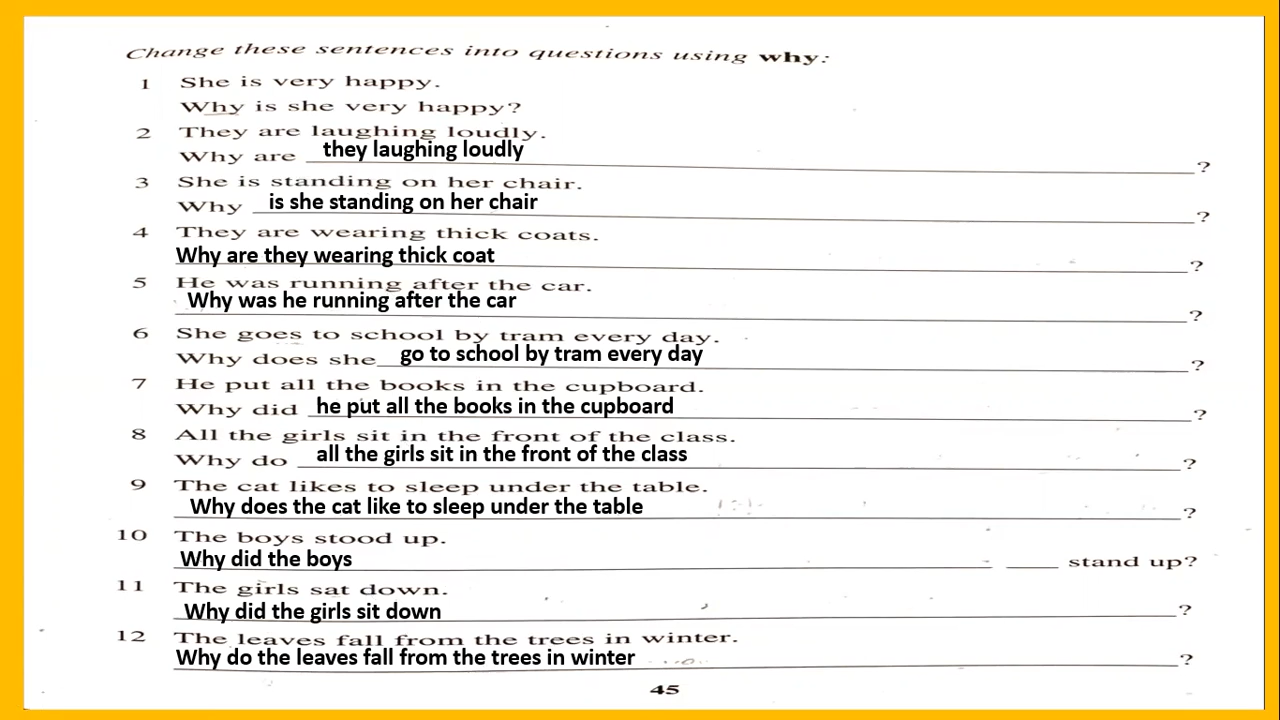 Change these sentences into questions using why:
1 She is very happy.
Why is she very happy?
2 They are laughing loudly.
Why are they laughing loudly ?
3 She is standing on her chair.
Why is she standing on her chair ?
4 They are wearing thick coats.
Why are they wearing thick coat ?
5 He was running after the car.
Why was he running after the car ?
6 She goes to school by tram every day.
Why does she go to school by tram every day ?
7 He put all the books in the cupboard.
Why did he put all the books in the cupboard ?
8 All the girls sit in the front of the class.
Why do all the girls sit in the front of the class ?
9 The cat likes to sleep under the table.
Why does the cat like to sleep under the table ?
10 The boys stood up.
Why did the boys stand up?
11 The girls sat down.
Why did the girls sit down ?
12 The leaves fall from the trees in winter.
Why do the leaves fall from the trees in winter ?
45